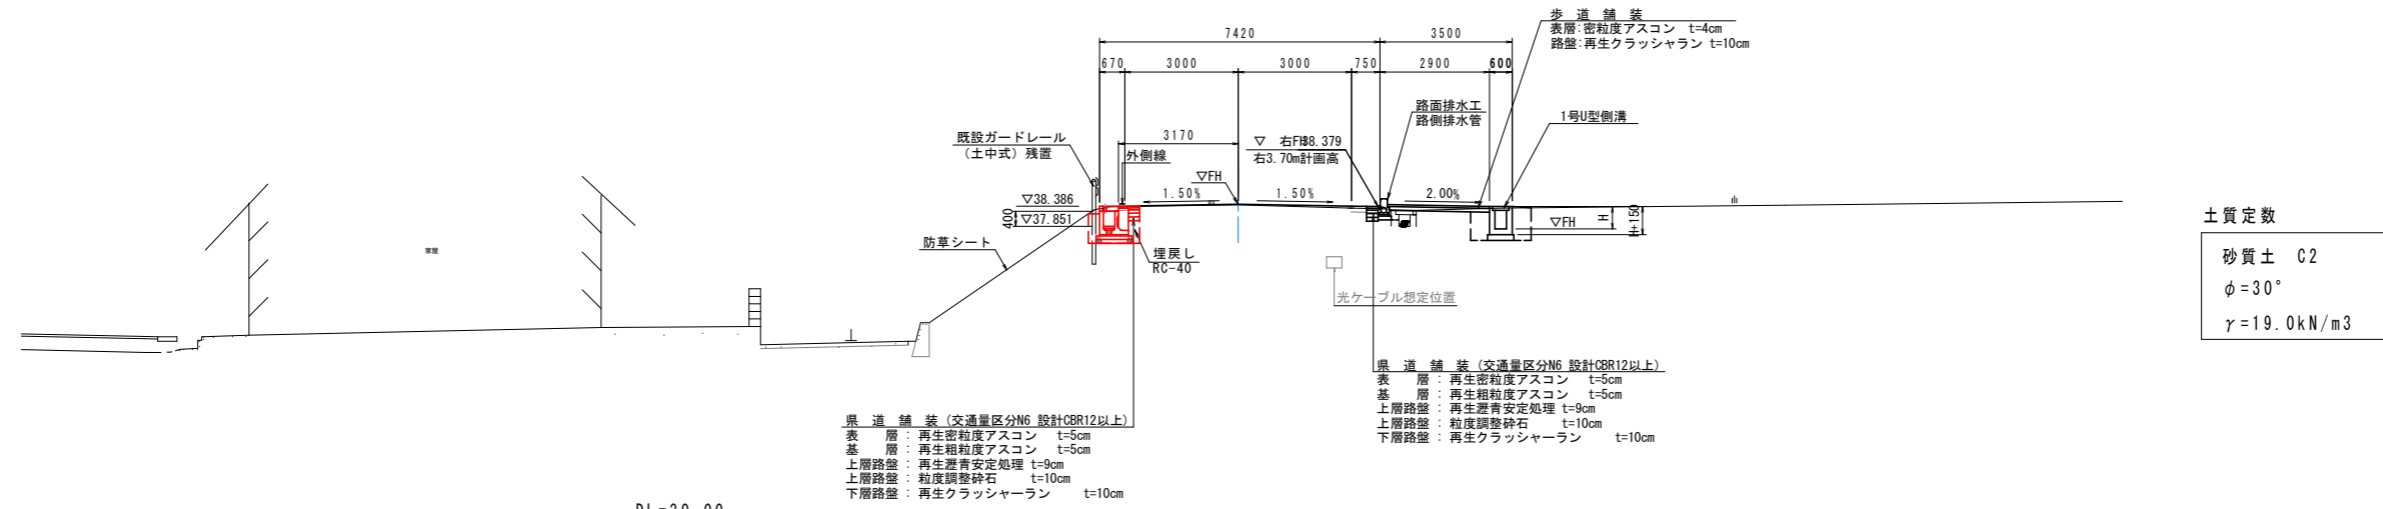 歩 道 舗 装
表層:密粒度アスコン t=4cm
路盤:再生クラッシャラン t=10cm
7420
3500
670
3000
3000
750
2900
600
路面排水工
路側排水管
1号U型側溝
既設ガードレール
(土中式) 残置
3170
外側線
▽ 右FH=38.379
右3.70m計画高
▽FH
1.50%
1.50%
2.00%
▽38.386
▽37.851
400
▽FH
H
H+150
防草シート
埋戻し
RC-40
家屋
光ケーブル想定位置
土質定数
砂質土 C2
φ=30°
γ=19.0kN/m3
県 道 舗 装 (交通量区分N6 設計CBR12以上)
表 層 : 再生密粒度アスコン t=5cm
基 層 : 再生粗粒度アスコン t=5cm
上層路盤 : 再生瀝青安定処理 t=9cm
上層路盤 : 粒度調整砕石 t=10cm
下層路盤 : 再生クラッシャーラン t=10cm
県 道 舗 装 (交通量区分N6 設計CBR12以上)
表 層 : 再生密粒度アスコン t=5cm
基 層 : 再生粗粒度アスコン t=5cm
上層路盤 : 再生瀝青安定処理 t=9cm
上層路盤 : 粒度調整砕石 t=10cm
下層路盤 : 再生クラッシャーラン t=10cm
DL=30.00